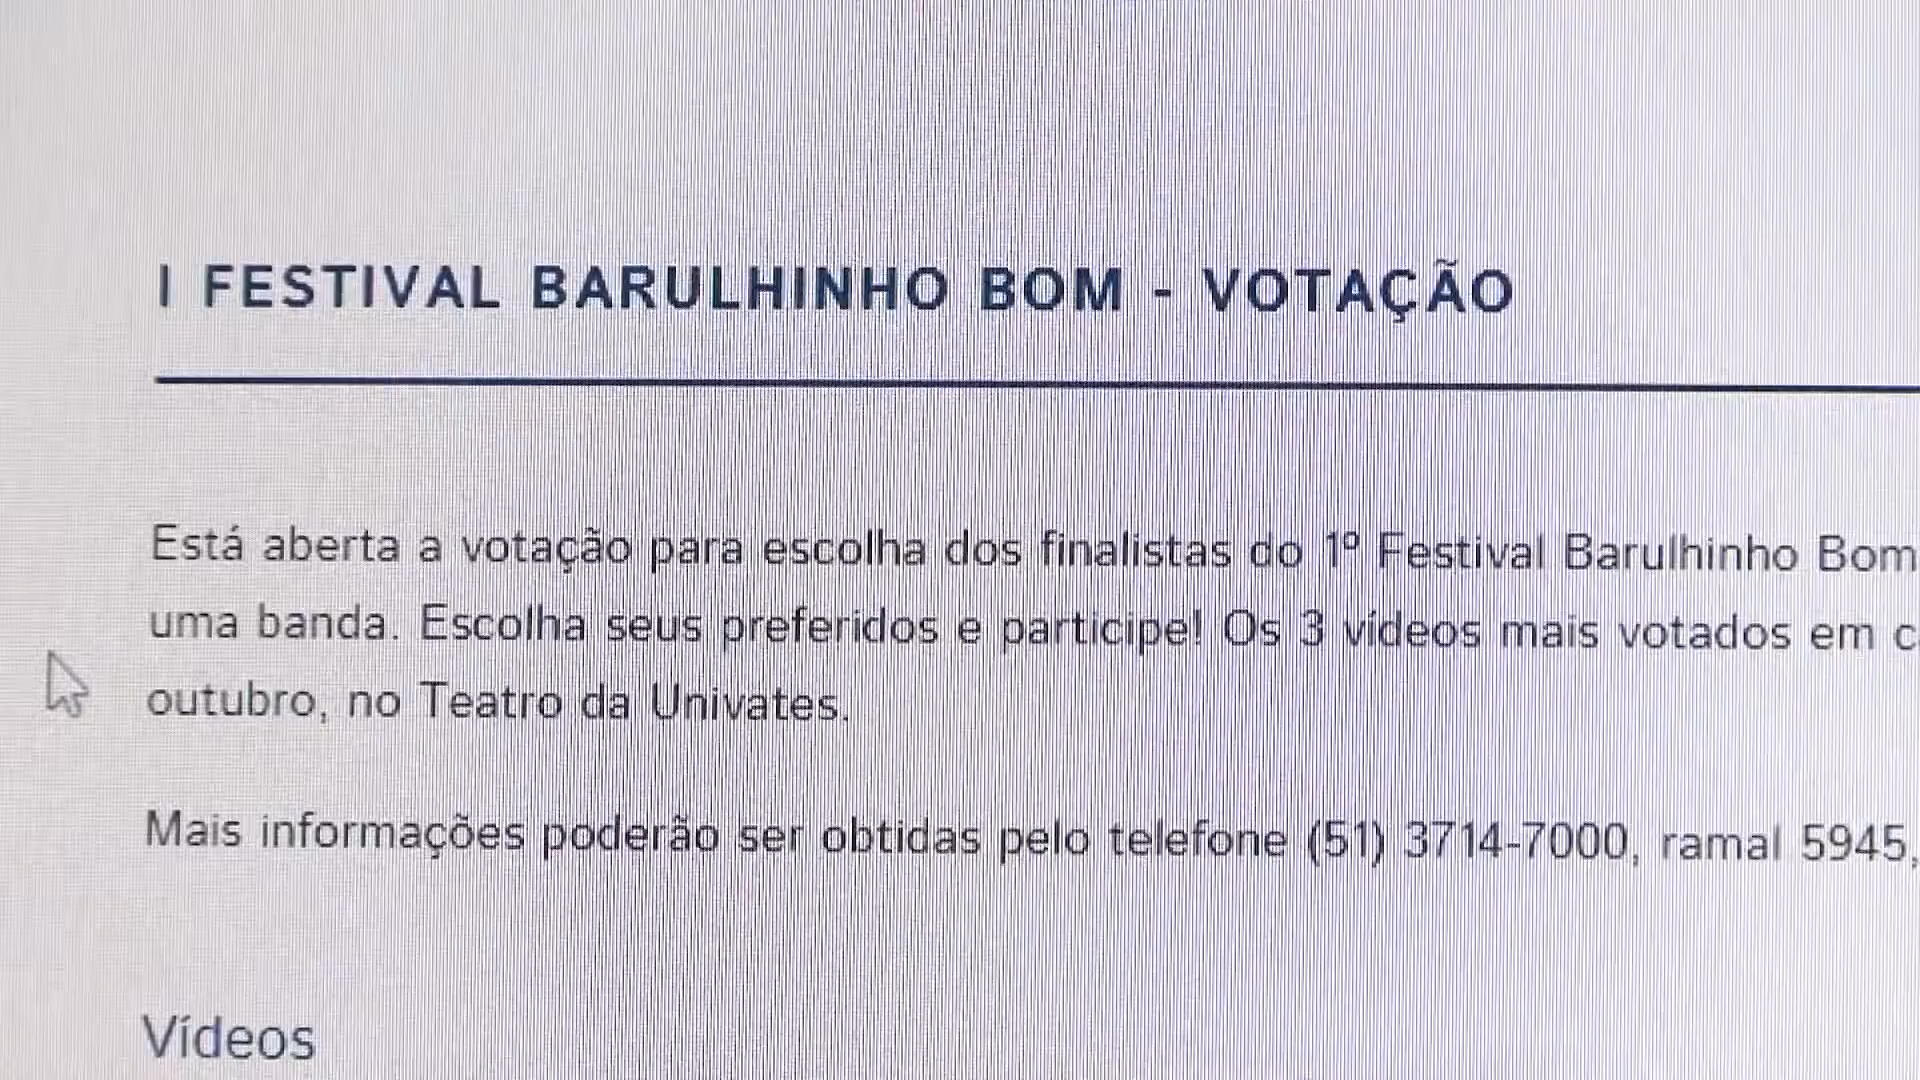 I FESTIVAL BARULHINHO BOM - VOTAÇÃO
Está aberta a votação para escolha dos finalistas do 1º Festival Barulhinho Bom
uma banda. Escolha seus preferidos e participe! Os 3 vídeos mais votados em
outubro, no Teatro da Univates.
Mais informações poderão ser obtidas pelo telefone (51) 3714-7000, ramal 5945,
Vídeos